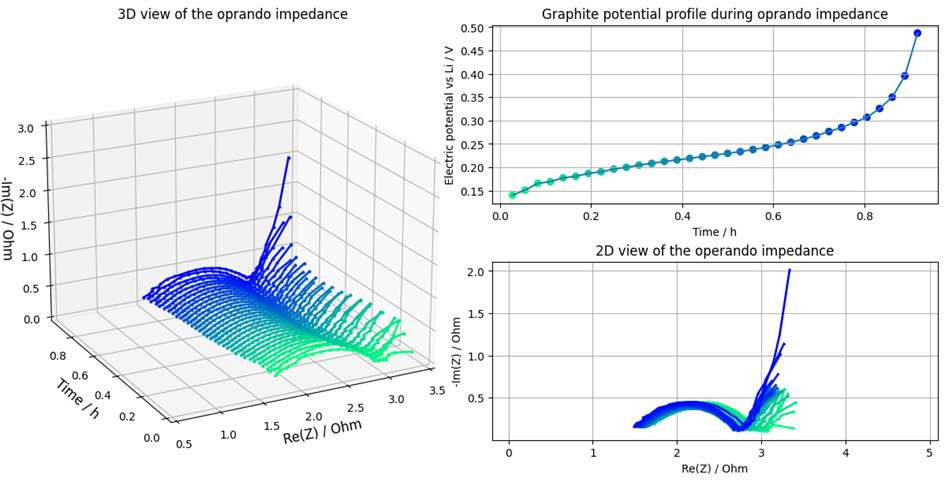 3D view of the oprando impedance
3.0
2.5
2.0
1.5
1.0
0.5
0.0
-Im(Z) / Ohm
0.8
0.6
0.4
0.2
0.0
Time / h
0.5
1.0
1.5
2.0
2.5
3.0
3.5
Re(Z) / Ohm
Graphite potential profile during oprando impedance
0.50
0.45
0.40
0.35
0.30
0.25
0.20
0.15
Electric potential vs Li / V
0.0 0.2 0.4 0.6 0.8
Time / h
2D view of the operando impedance
2.0
1.5
1.0
0.5
-Im(Z) / Ohm
0 1 2 3 4 5
Re(Z) / Ohm